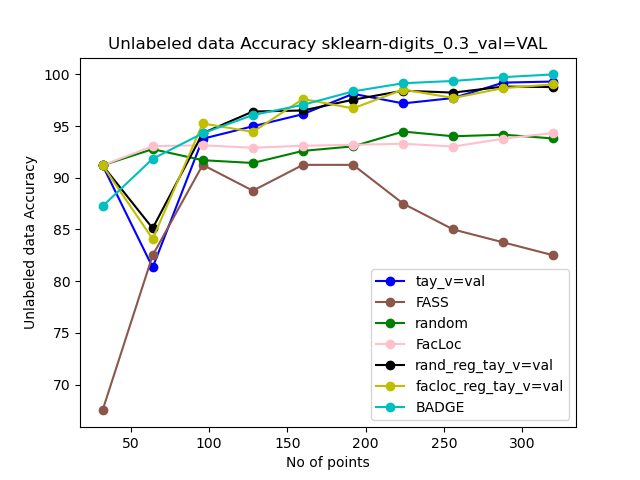 Unlabeled data Accuracy sklearn-digits_0.3_val=VAL
Unlabeled data Accuracy
100
95
90
85
80
75
70
50
100
150
200
250
300
No of points
tay_v=val
FASS
random
FacLoc
rand_reg_tay_v=val
facloc_reg_tay_v=val
BADGE